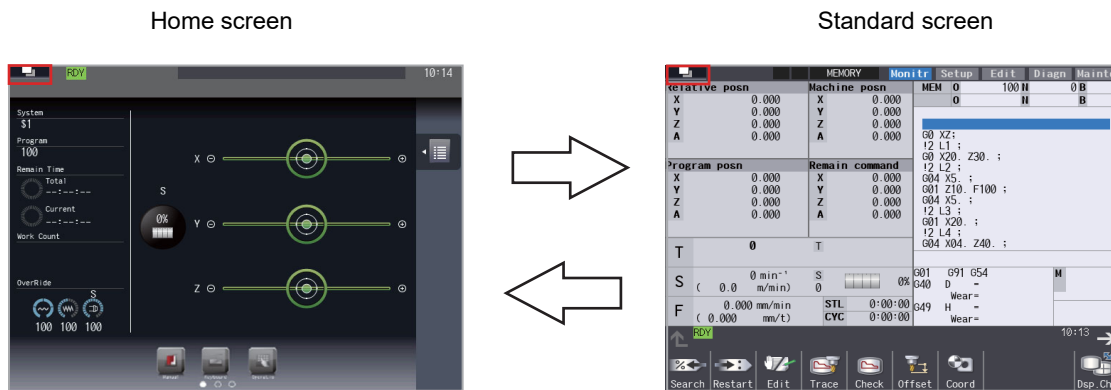 Home screen
Standard screen
RDY
10:14
System
$1
Program
100
Remain Time
Total
--:--:--
Current
--:--:--
Work Count
OverRide
S
100 100 100
S
0%
X
Y
Z
Manual
MEMORY Monitr Setup Edit Diagn Mainte
Relative posn Machine posn
X 0.000 X 0.000
Y 0.000 Y 0.000
Z 0.000 Z 0.000
A 0.000 A 0.000
Program posn Remain command
X 0.000 X 0.000
Y 0.000 Y 0.000
Z 0.000 Z 0.000
A 0.000 A 0.000
MEM O 100 N 0 B
O N B
G0 XZ;
!2 L1 ;
G0 X20. Z30. ;
!2 L2 ;
G04 X5. ;
G01 Z10. F100 ;
G04 X5. ;
!2 L3 ;
G01 X20. ;
!2 L4 ;
G04 X04. Z40. ;
T 0 T
S 0 min⁻¹ S 0%
( 0.0 m/min) 0
F 0.000 mm/min STL 0:00:00
( 0.000 mm/t) CYC 0:00:00
G01 G91 G54 M
G40 D -
Wear=
G49 H -
Wear=
RDY 10:13
Search Restart Edit Trace Check Offset Coord Dsp.Ch